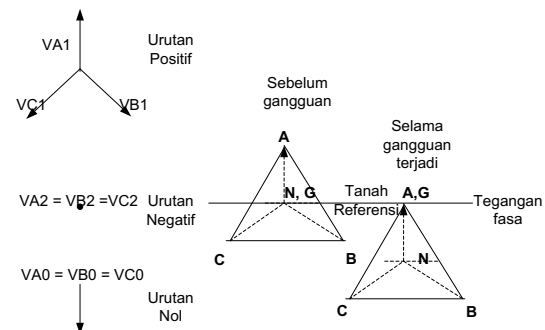 VA1
Urutan
Positif
VC1
VB1
Sebelum
gangguan
A
N, G
C
B
Selama
gangguan
terjadi
Tanah
Referensi
A,G
Tegangan
fasa
N
C
B
VA2 = VB2 =VC2
Urutan
Negatif
VA0 = VB0 = VC0
Urutan
Nol